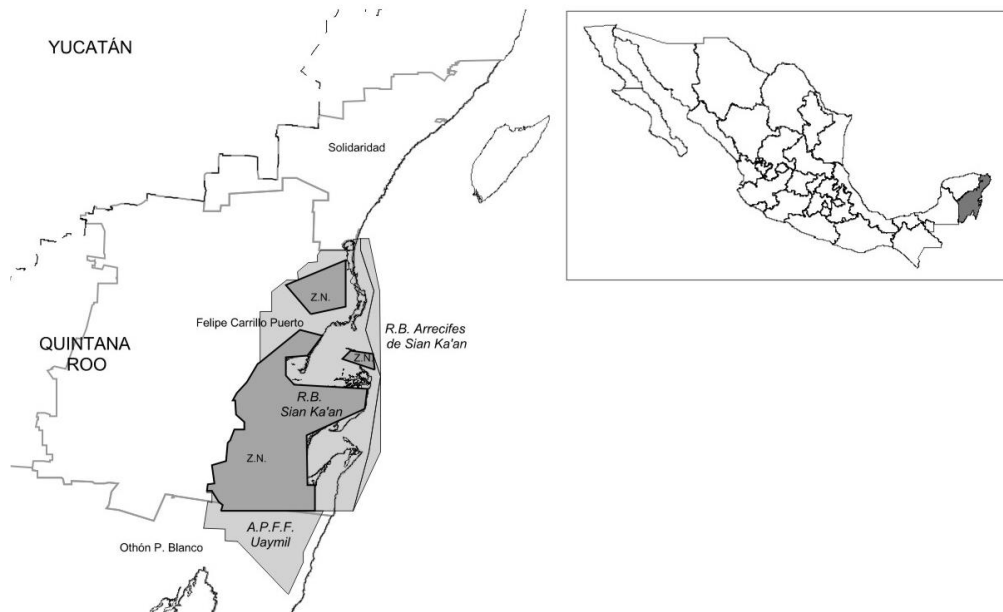 YUCATÁN
Solidaridad
Z.N.
Felipe Carrillo Puerto
R.B. Arrecifes
de Sian Ka'an
QUINTANA
ROO
Z.N.
R.B.
Sian Ka'an
Z.N.
A.P.F.F.
Uaymil
Othón P. Blanco